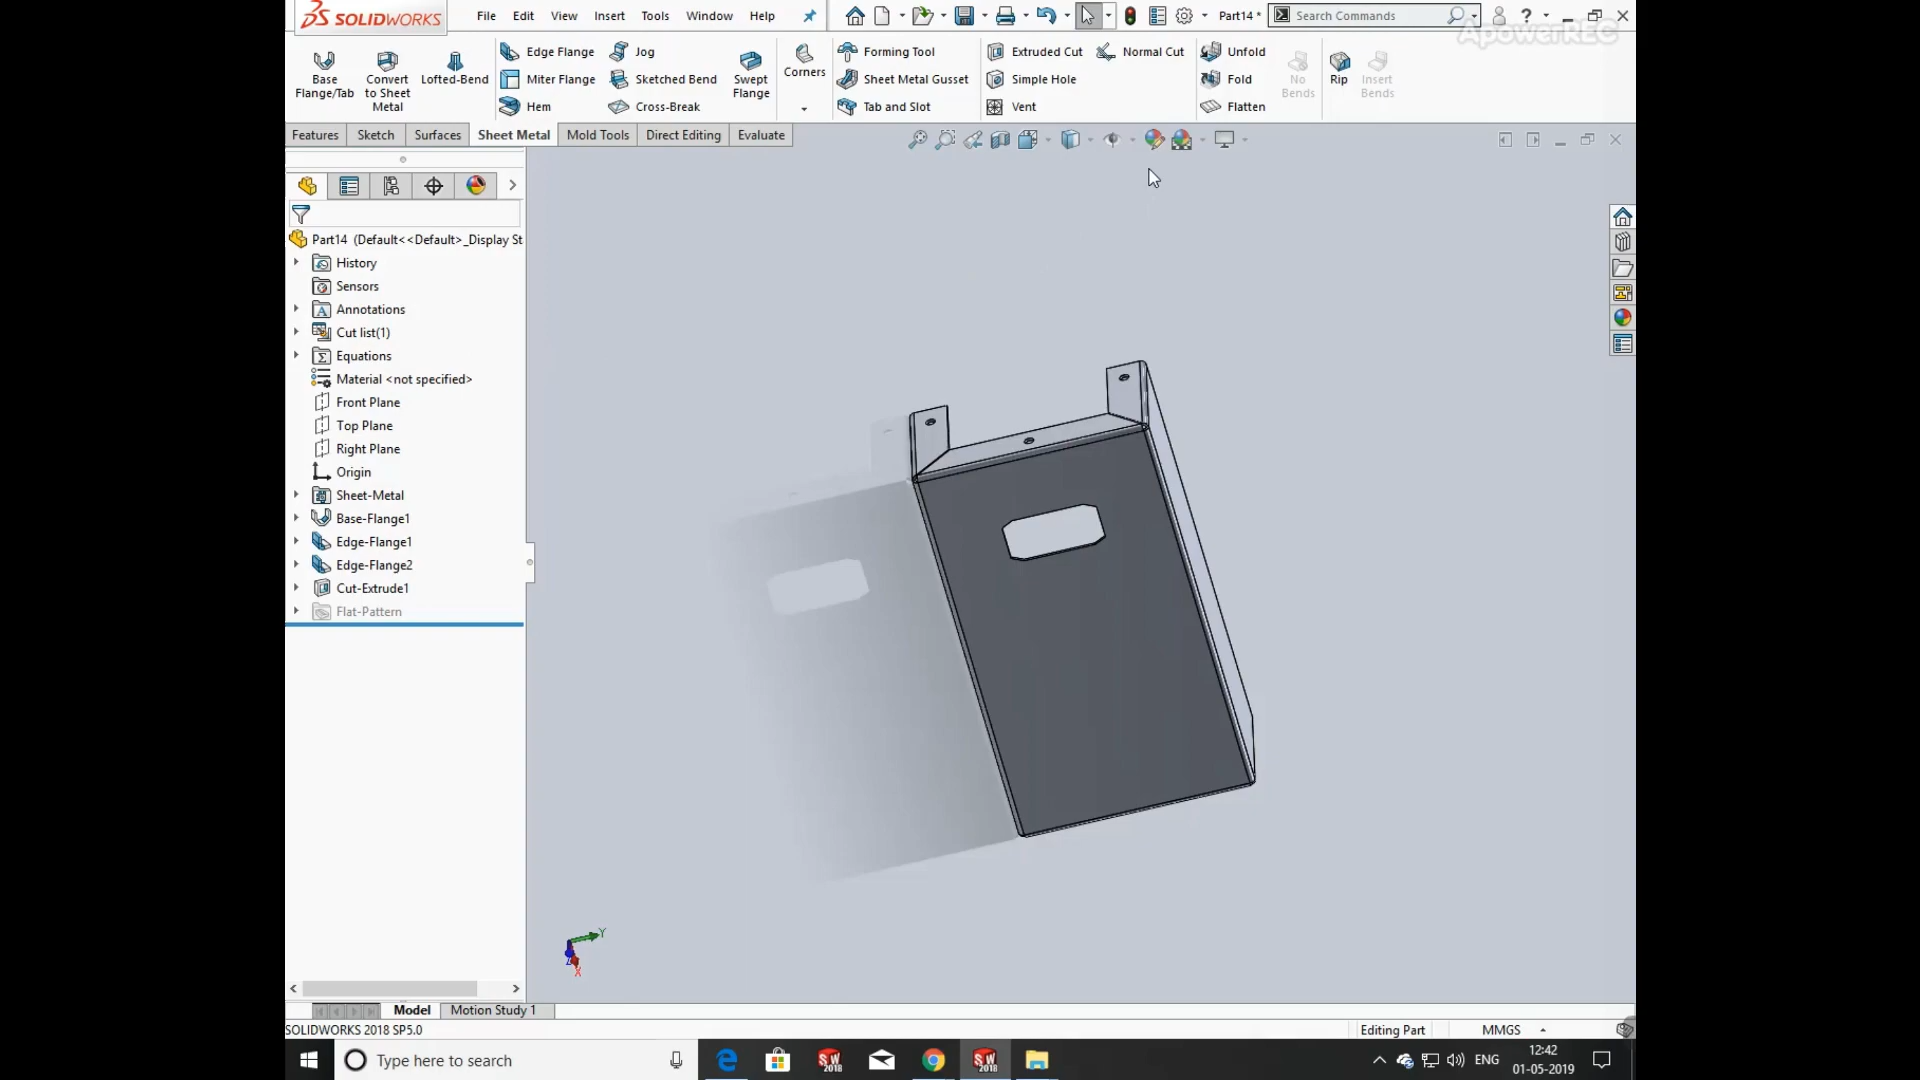 SOLIDWORKS
File Edit View Insert Tools Window Help
Part14 *
Search Commands
ApowerREC
Base Flange/Tab
Convert to Sheet Metal
Lofted-Bend
Edge Flange
Miter Flange
Hem
Jog
Sketched Bend
Cross-Break
Swept Flange
Corners
Forming Tool
Sheet Metal Gusset
Tab and Slot
Extruded Cut
Simple Hole
Vent
Normal Cut
Unfold
Fold
Flatten
No Bends
Rip
Insert Bends
Features Sketch Surfaces Sheet Metal Mold Tools Direct Editing Evaluate
Part14 (Default<<Default>_Display St
History
Sensors
Annotations
Cut list(1)
Equations
Material <not specified>
Front Plane
Top Plane
Right Plane
Origin
Sheet-Metal
Base-Flange1
Edge-Flange1
Edge-Flange2
Cut-Extrude1
Flat-Pattern
Y
Z
X
Model Motion Study 1
SOLIDWORKS 2018 SP5.0
Editing Part
MMGS
Type here to search
SW 2018
SW 2018
ENG
12:42
01-05-2019